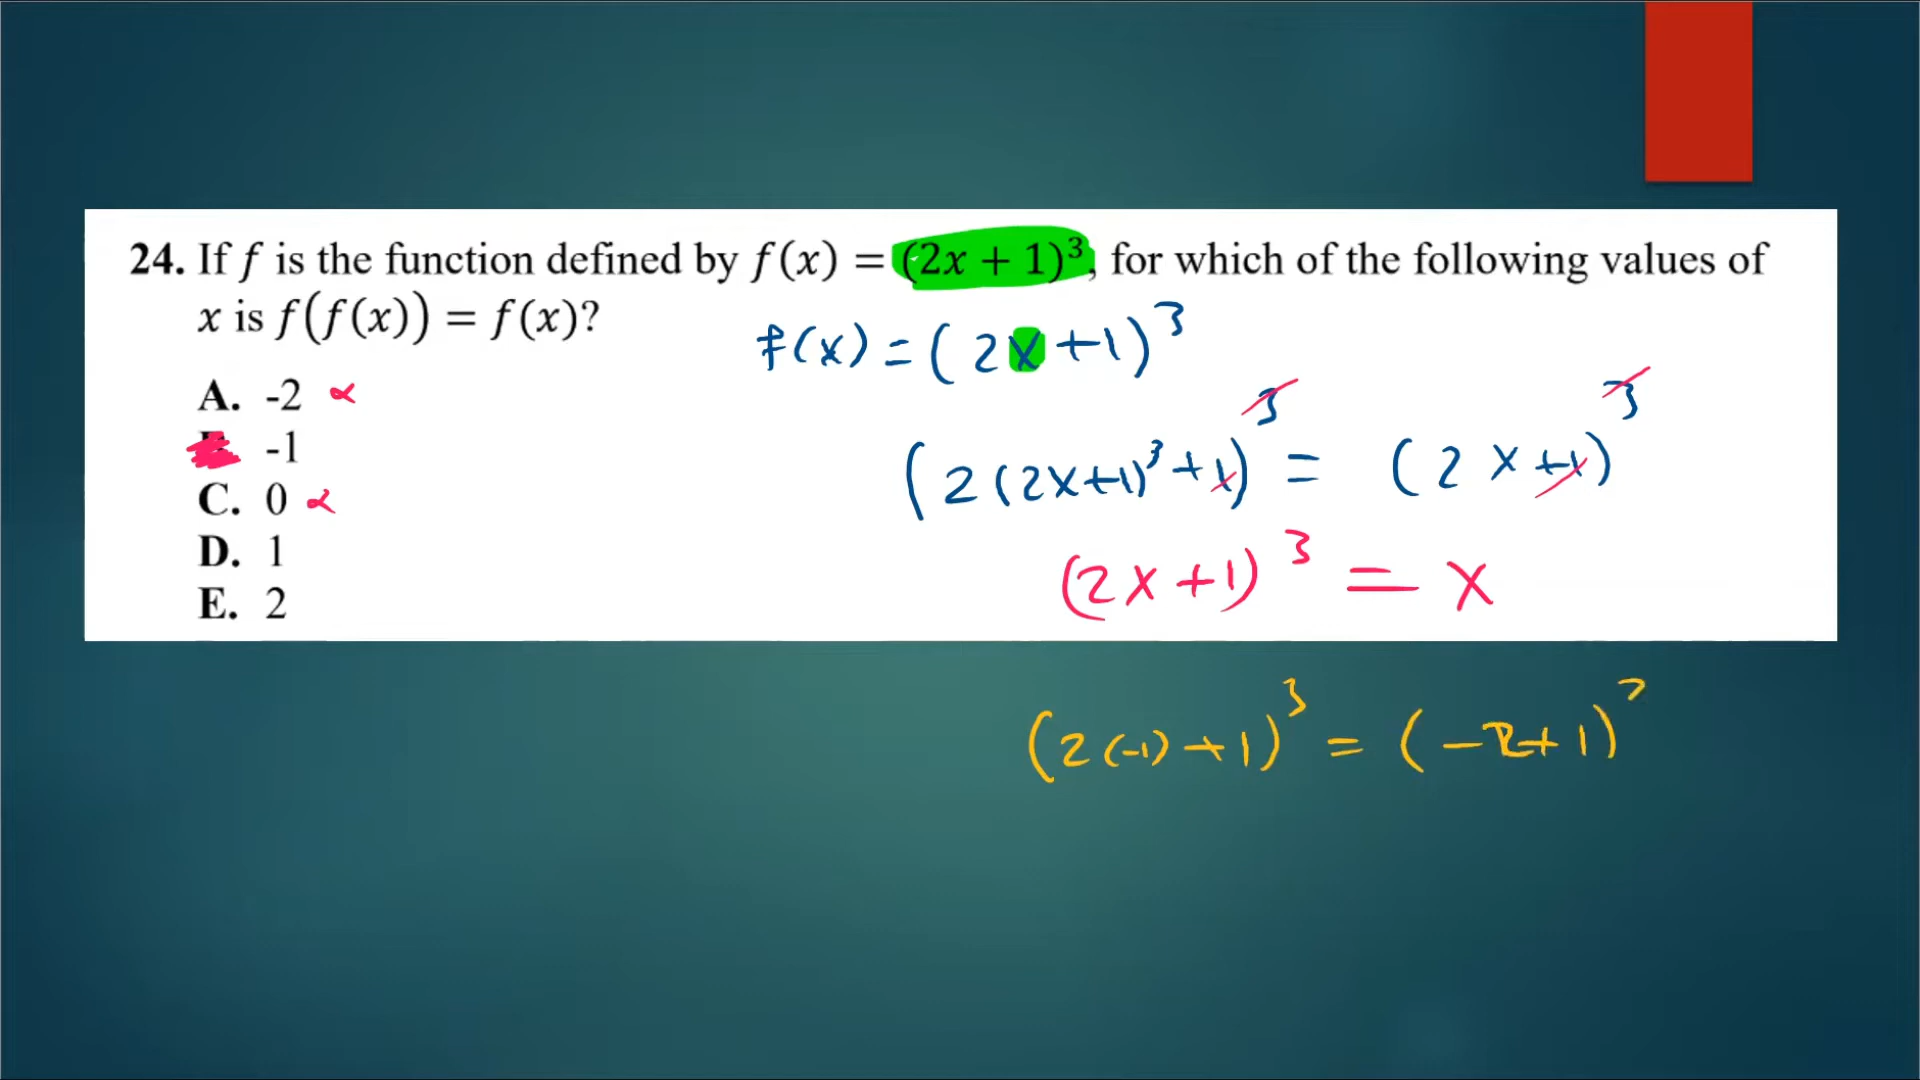 24. If f is the function defined by f(x) = (2x + 1)³, for which of the following values of
x is f(f(x)) = f(x)?
f(x) = (2x+1)³
A. -2 α
-1
C. 0 α
D. 1
E. 2
(2(2x+1)³+1)³ = (2x+1)³
(2x+1)³ = x
(2(-1)+1)³ = (-2+1)